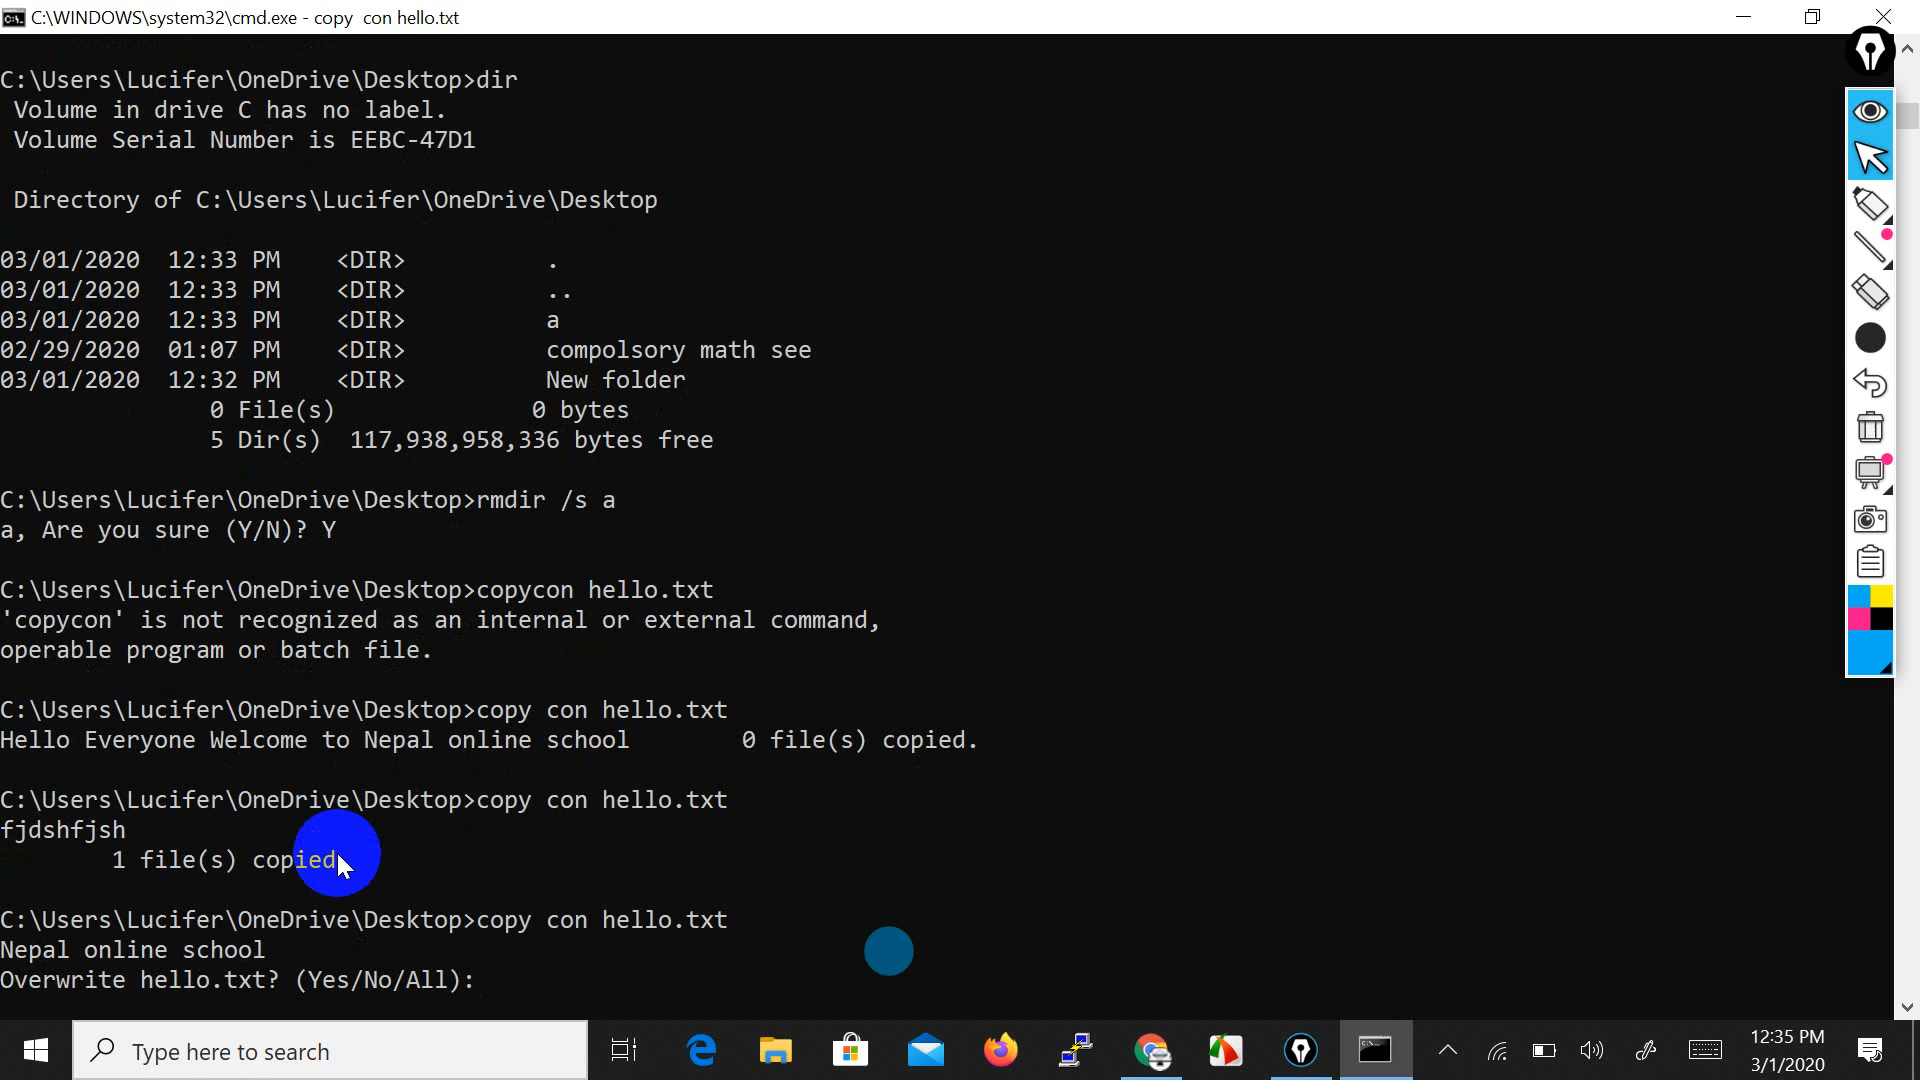 C:\WINDOWS\system32\cmd.exe - copy  con hello.txt
C:\Users\Lucifer\OneDrive\Desktop>dir
Volume in drive C has no label.
Volume Serial Number is EEBC-47D1
Directory of C:\Users\Lucifer\OneDrive\Desktop
03/01/2020  12:33 PM    <DIR>          .
03/01/2020  12:33 PM    <DIR>          ..
03/01/2020  12:33 PM    <DIR>          a
02/29/2020  01:07 PM    <DIR>          compolsory math see
03/01/2020  12:32 PM    <DIR>          New folder
0 File(s)              0 bytes
5 Dir(s)  117,938,958,336 bytes free
C:\Users\Lucifer\OneDrive\Desktop>rmdir /s a
a, Are you sure (Y/N)? Y
C:\Users\Lucifer\OneDrive\Desktop>copycon hello.txt
'copycon' is not recognized as an internal or external command,
operable program or batch file.
C:\Users\Lucifer\OneDrive\Desktop>copy con hello.txt
Hello Everyone Welcome to Nepal online school        0 file(s) copied.
C:\Users\Lucifer\OneDrive\Desktop>copy con hello.txt
fjdshfjsh
1 file(s) copied
C:\Users\Lucifer\OneDrive\Desktop>copy con hello.txt
Nepal online school
Overwrite hello.txt? (Yes/No/All):
Type here to search
12:35 PM
3/1/2020